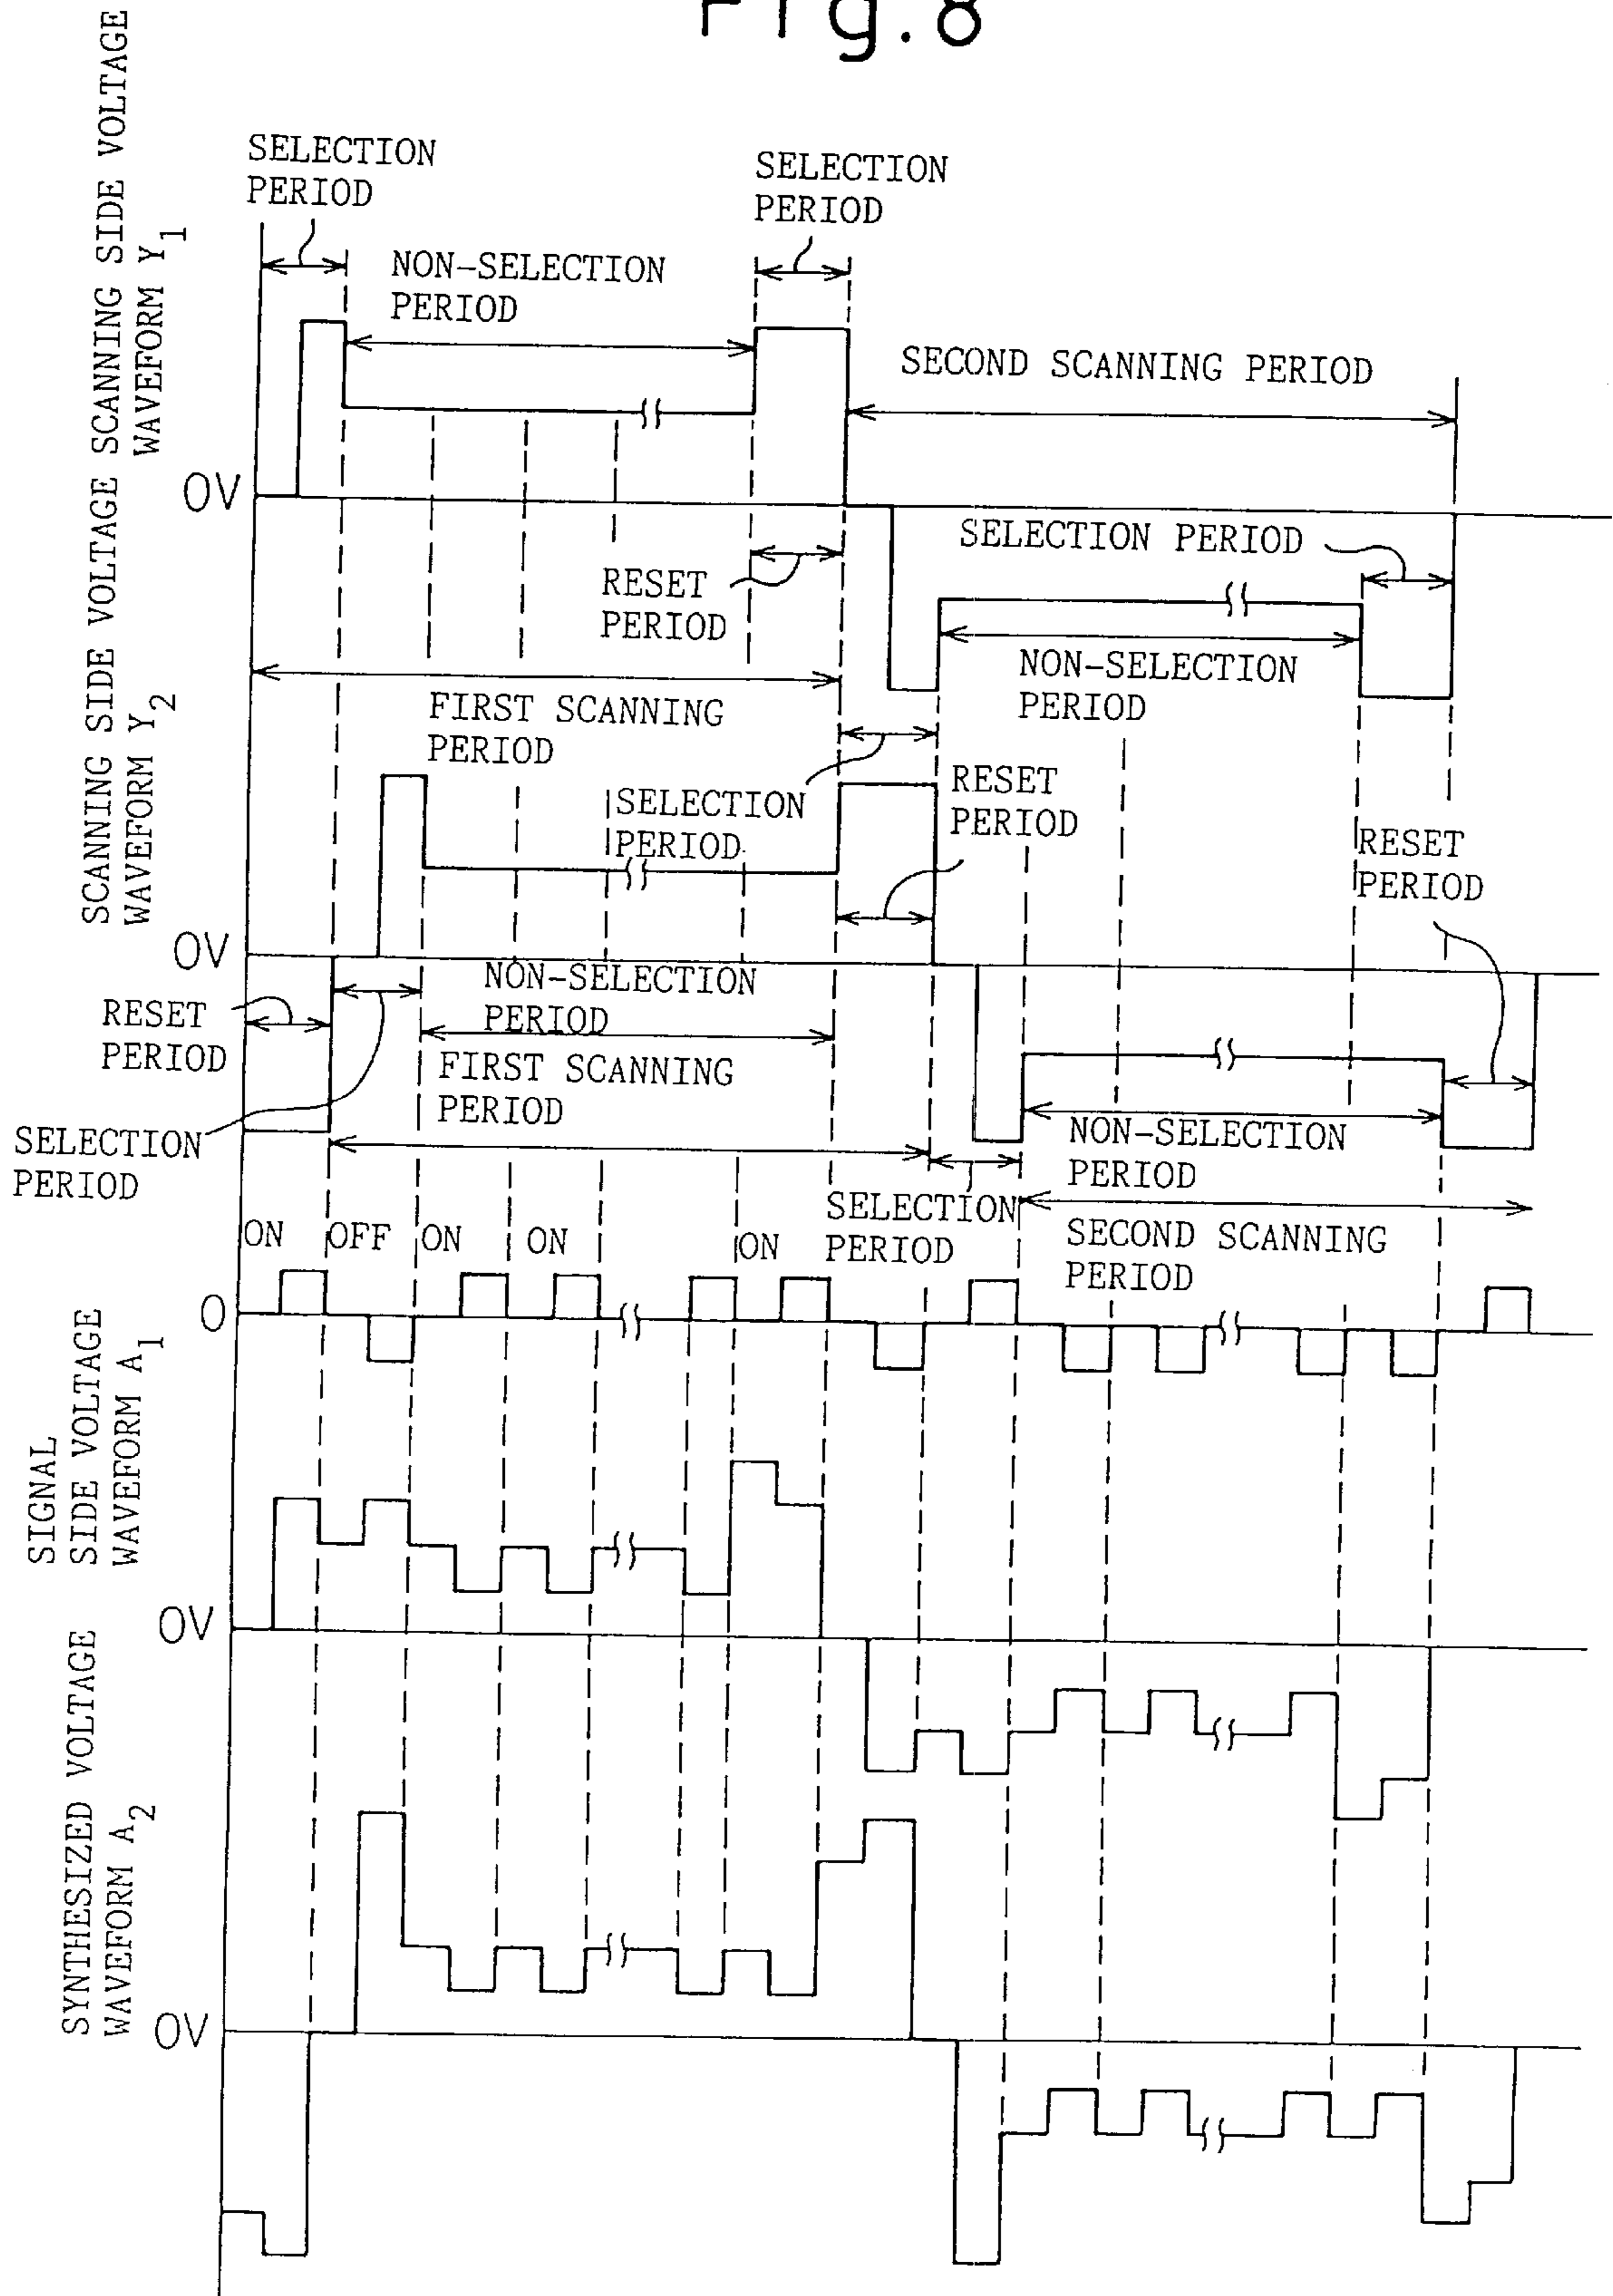 Fig.8
SCANNING SIDE VOLTAGE
WAVEFORM Y1
SELECTION
PERIOD
SELECTION
PERIOD
NON-SELECTION
PERIOD
SECOND SCANNING PERIOD
0V
SELECTION PERIOD
RESET
PERIOD
NON-SELECTION
PERIOD
FIRST SCANNING
PERIOD
SCANNING SIDE VOLTAGE
WAVEFORM Y2
SELECTION
PERIOD
RESET
PERIOD
RESET
PERIOD
0V
NON-SELECTION
PERIOD
RESET
PERIOD
FIRST SCANNING
PERIOD
SELECTION
PERIOD
NON-SELECTION
PERIOD
SELECTION
PERIOD
SECOND SCANNING
PERIOD
ON OFF ON ON ON
0
SIGNAL
SIDE VOLTAGE
WAVEFORM A1
0V
SYNTHESIZED VOLTAGE
WAVEFORM A2
0V
SCANNING SIDE VOLTAGE